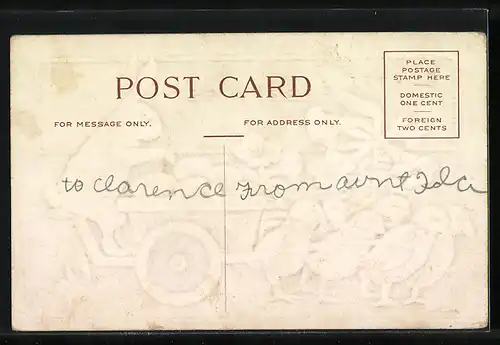 POST CARD
PLACE
POSTAGE
STAMP HERE
DOMESTIC
ONE CENT
FOREIGN
TWO CENTS
FOR MESSAGE ONLY.
FOR ADDRESS ONLY.
to Clarence From aunt Ida